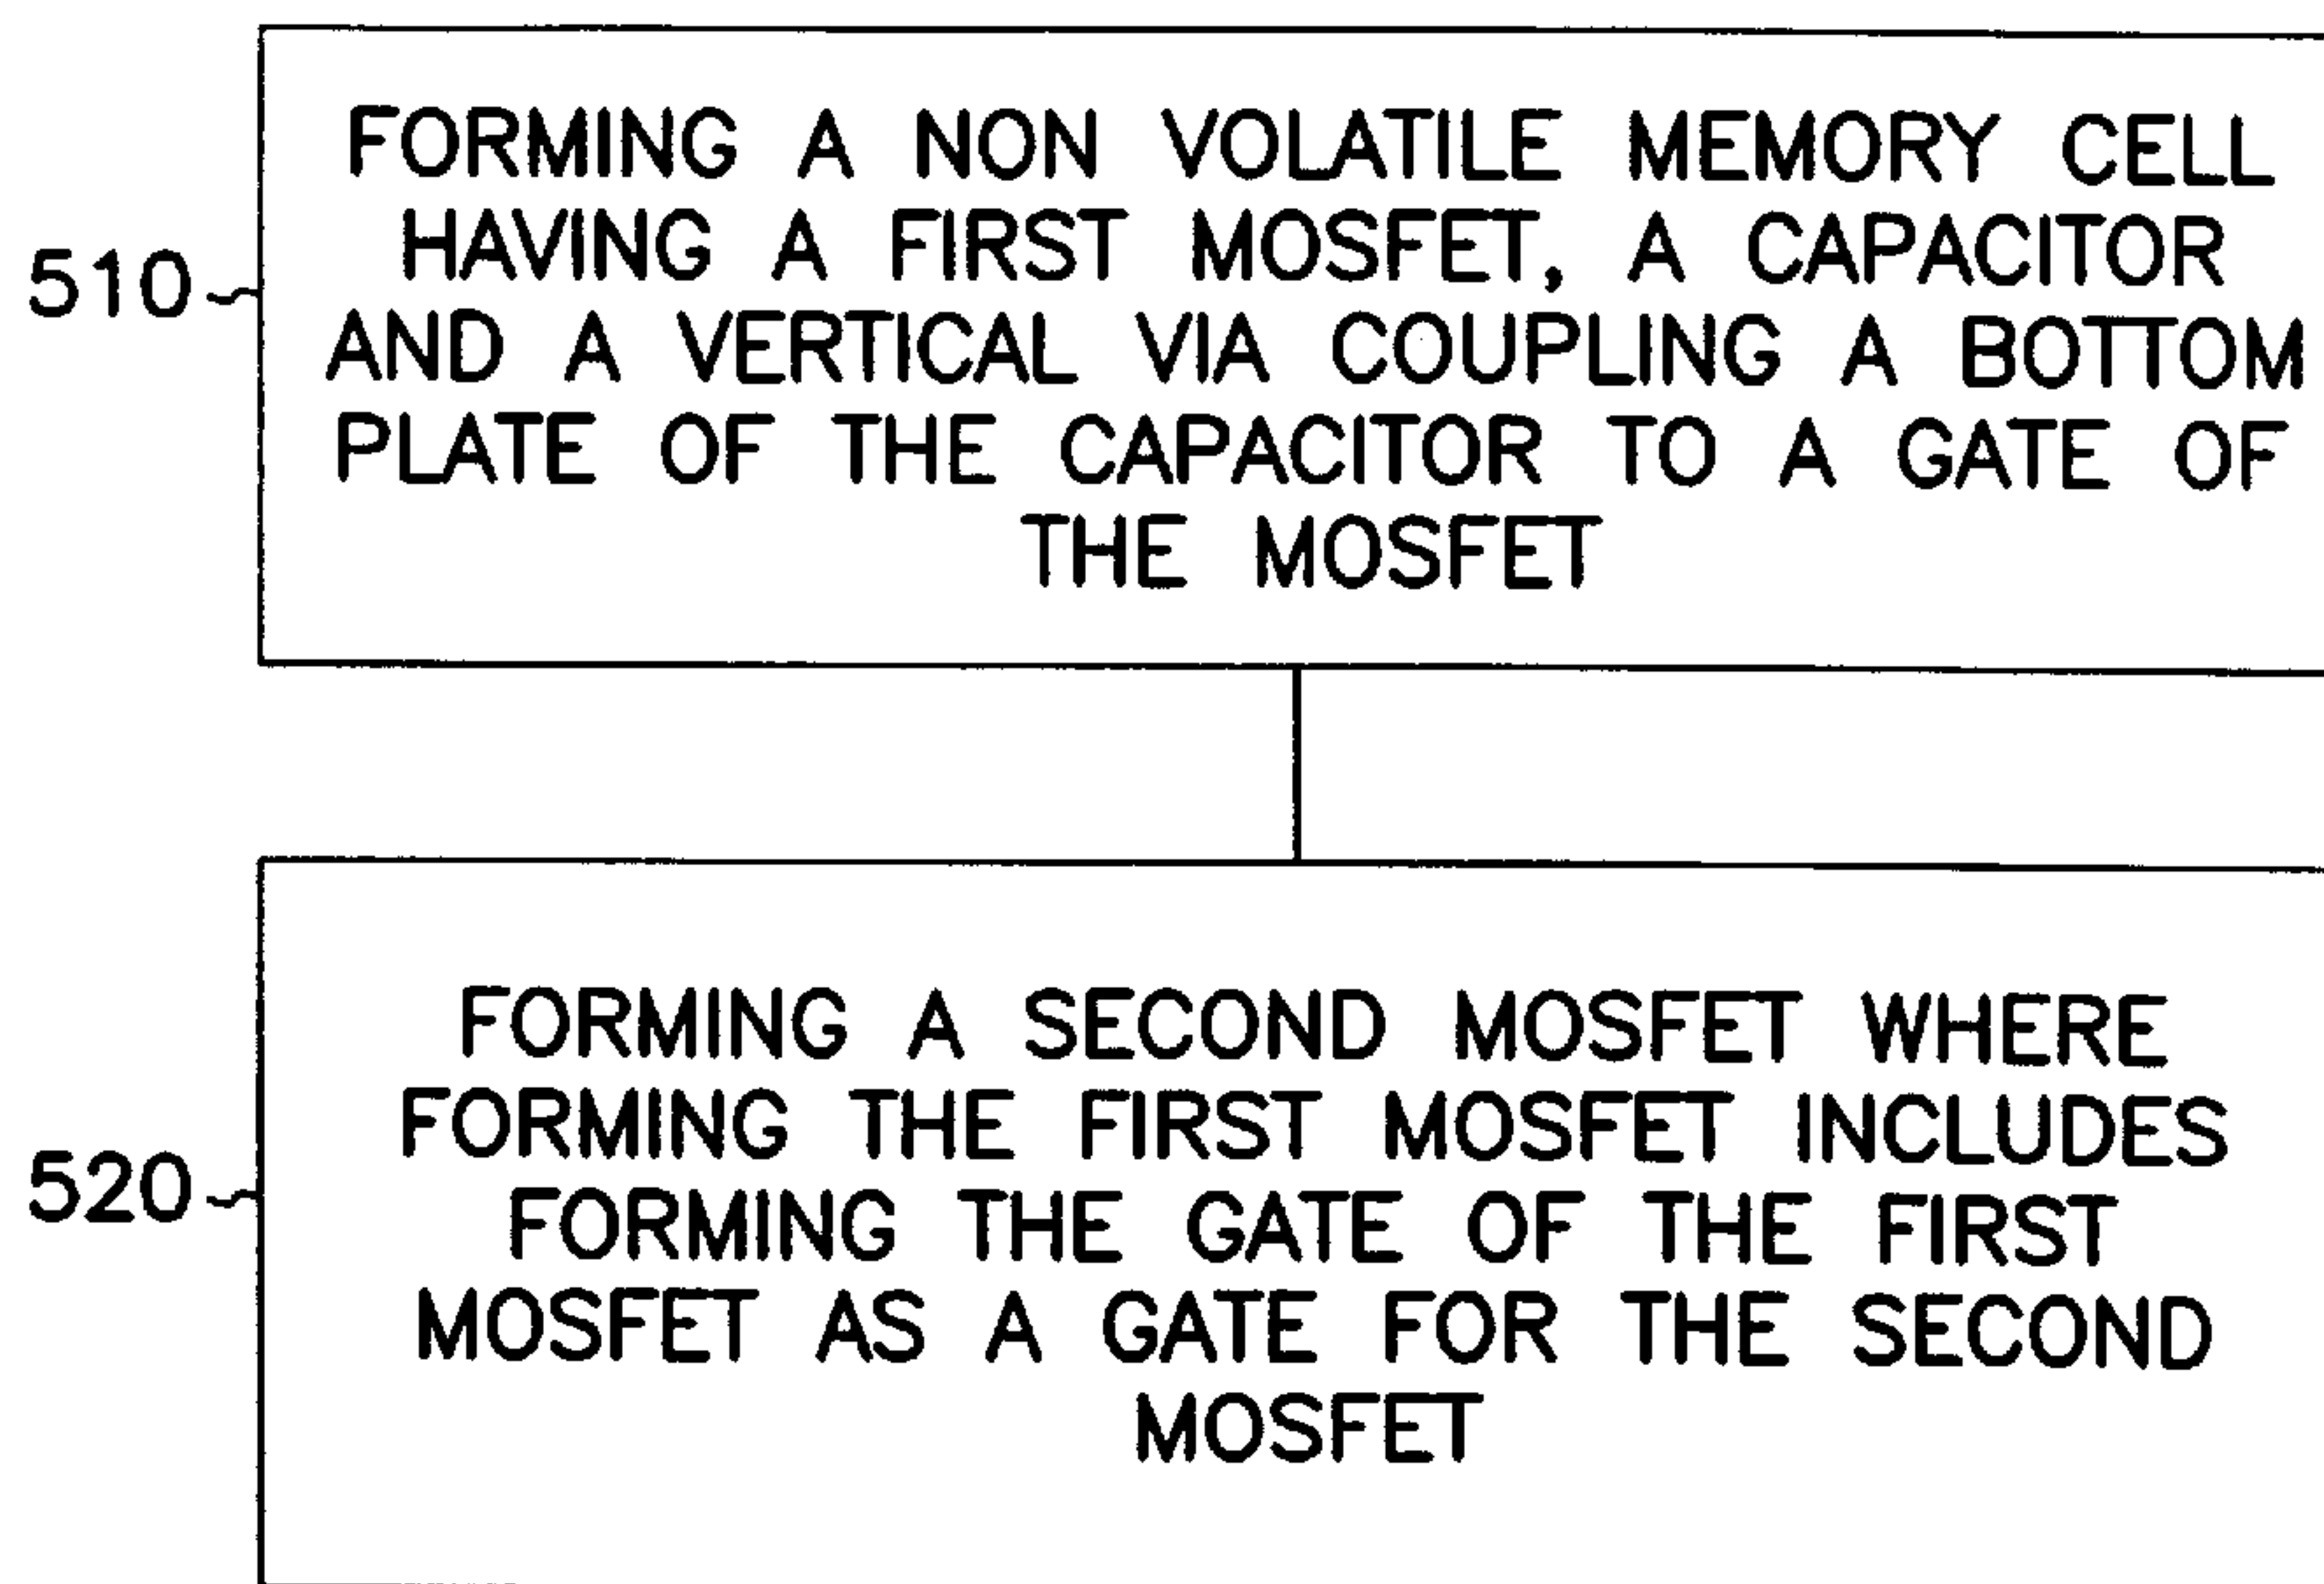 FORMING A NON VOLATILE MEMORY CELL
HAVING A FIRST MOSFET, A CAPACITOR
510
AND A VERTICAL VIA COUPLING A BOTTOM
PLATE OF THE CAPACITOR TO A GATE OF
THE MOSFET
FORMING A SECOND MOSFET WHERE
FORMING THE FIRST MOSFET INCLUDES
520
FORMING THE GATE OF THE FIRST
MOSFET AS A GATE FOR THE SECOND
MOSFET